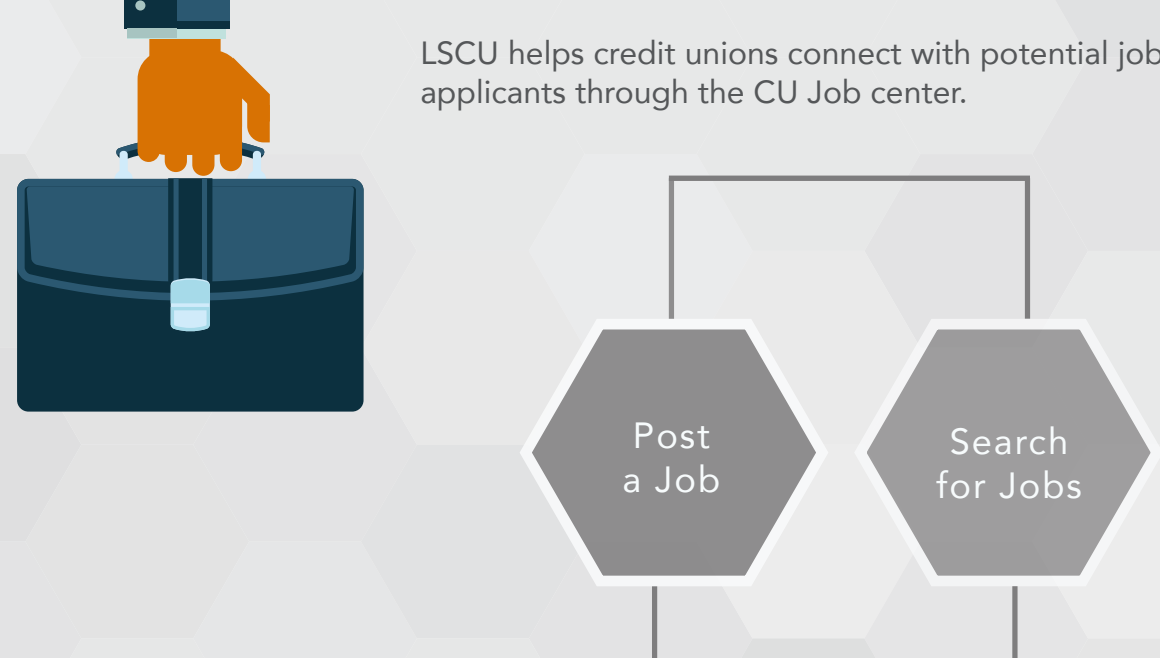 LSCU helps credit unions connect with potential job
applicants through the CU Job center.
Post
a Job
Search
for Jobs